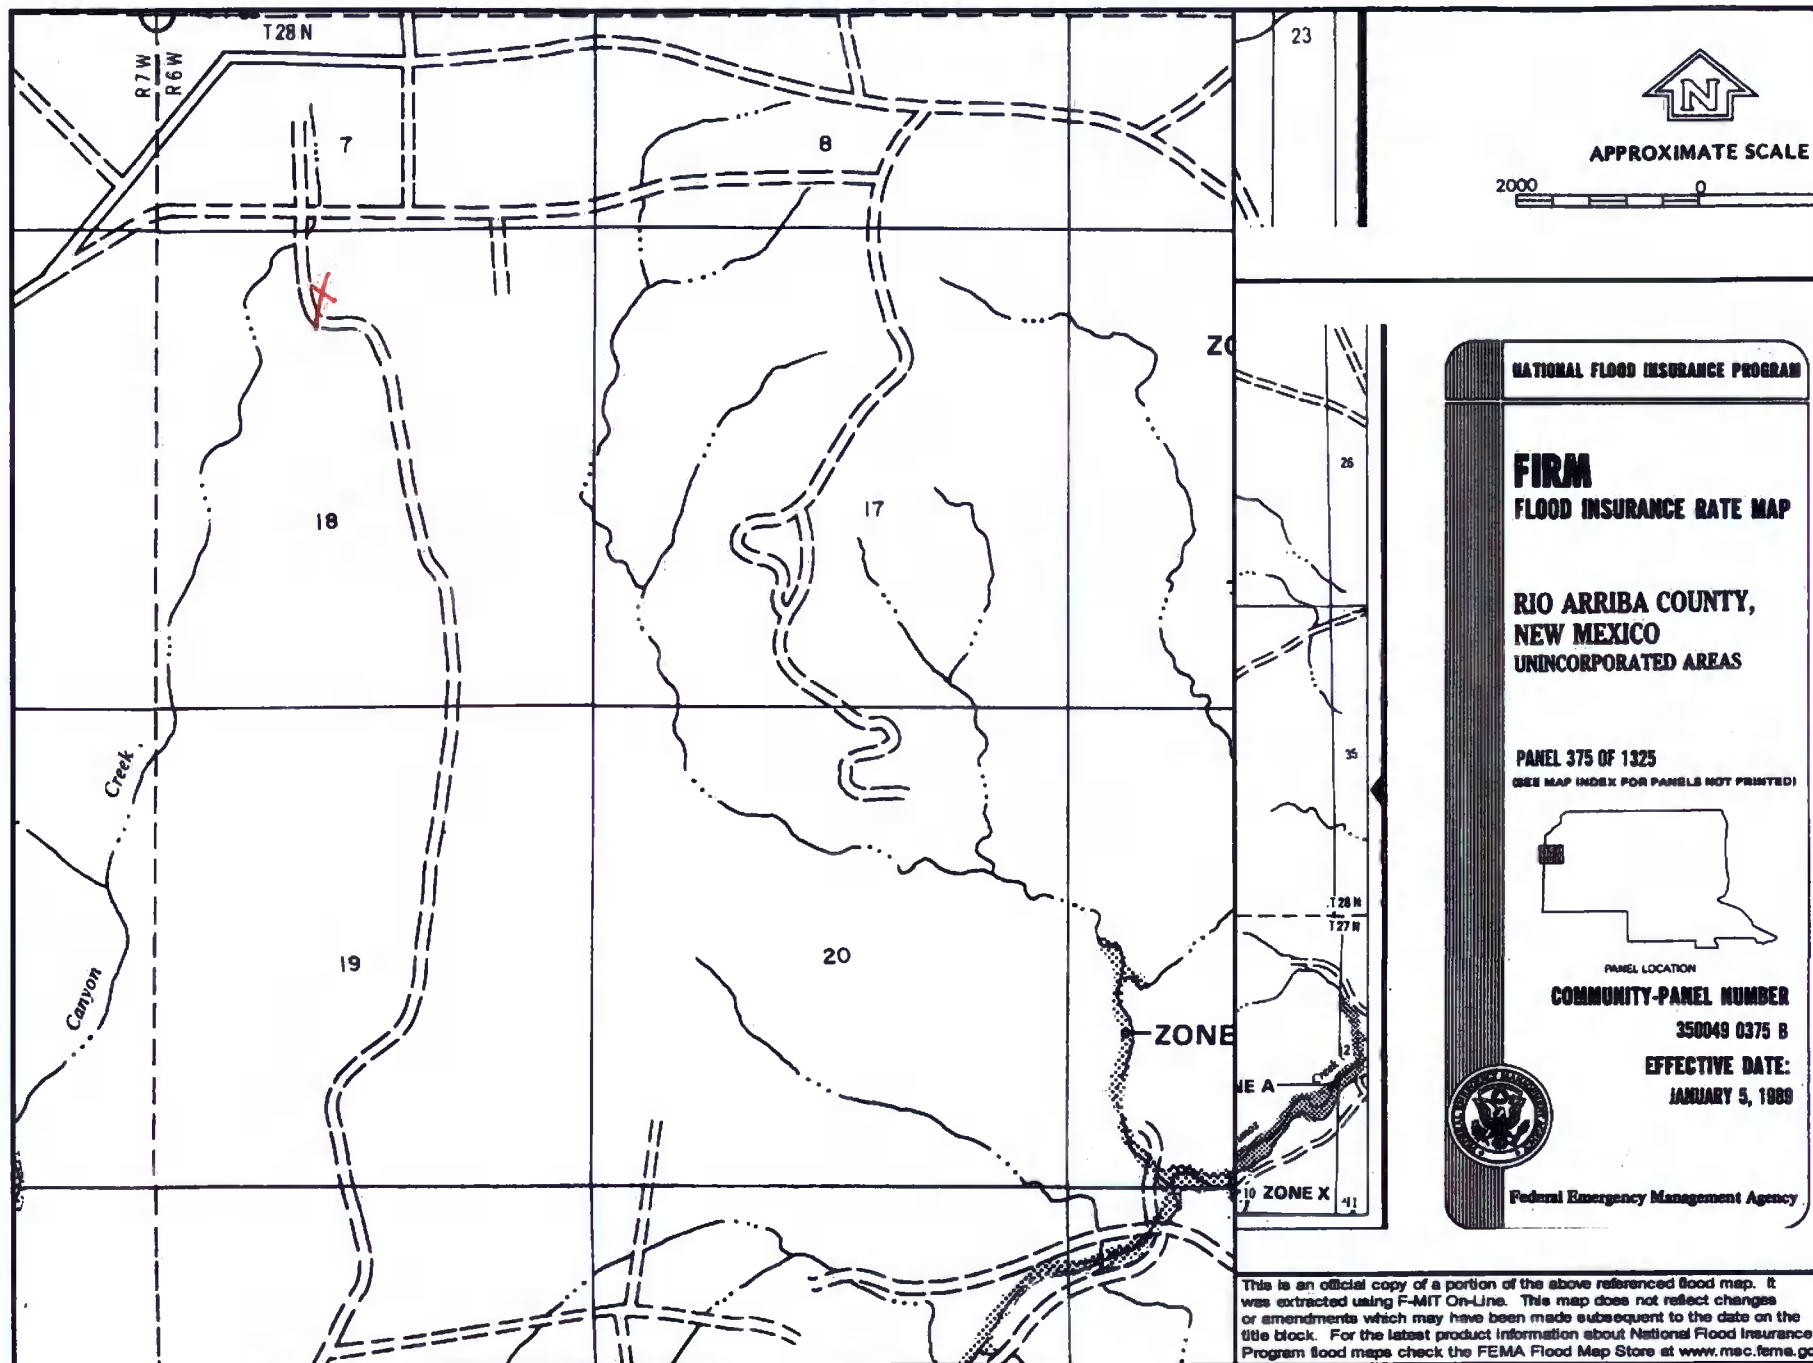 T28N
R7W
R6W
7
8
18
17
19
20
Creek
Canyon
ZONE
23
26
35
T28N
T27N
12
Creek
NE A
10 ZONE X
APPROXIMATE SCALE
2000 0
N
NATIONAL FLOOD INSURANCE PROGRAM
FIRM
FLOOD INSURANCE RATE MAP
RIO ARRIBA COUNTY,
NEW MEXICO
UNINCORPORATED AREAS
PANEL 375 OF 1325
(SEE MAP INDEX FOR PANELS NOT PRINTED)
PANEL LOCATION
COMMUNITY-PANEL NUMBER
350049 0375 B
EFFECTIVE DATE:
JANUARY 5, 1989
Federal Emergency Management Agency
This is an official copy of a portion of the above referenced flood map. It
was extracted using F-MIT On-Line. This map does not reflect changes
or amendments which may have been made subsequent to the date on the
title block. For the latest product information about National Flood Insurance
Program flood maps check the FEMA Flood Map Store at www.msc.fema.go